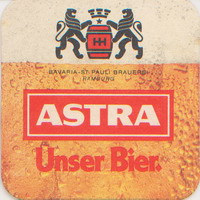 BAVARIA-ST. PAULI BRAUEREI
HAMBURG
ASTRA
Unser Bier.